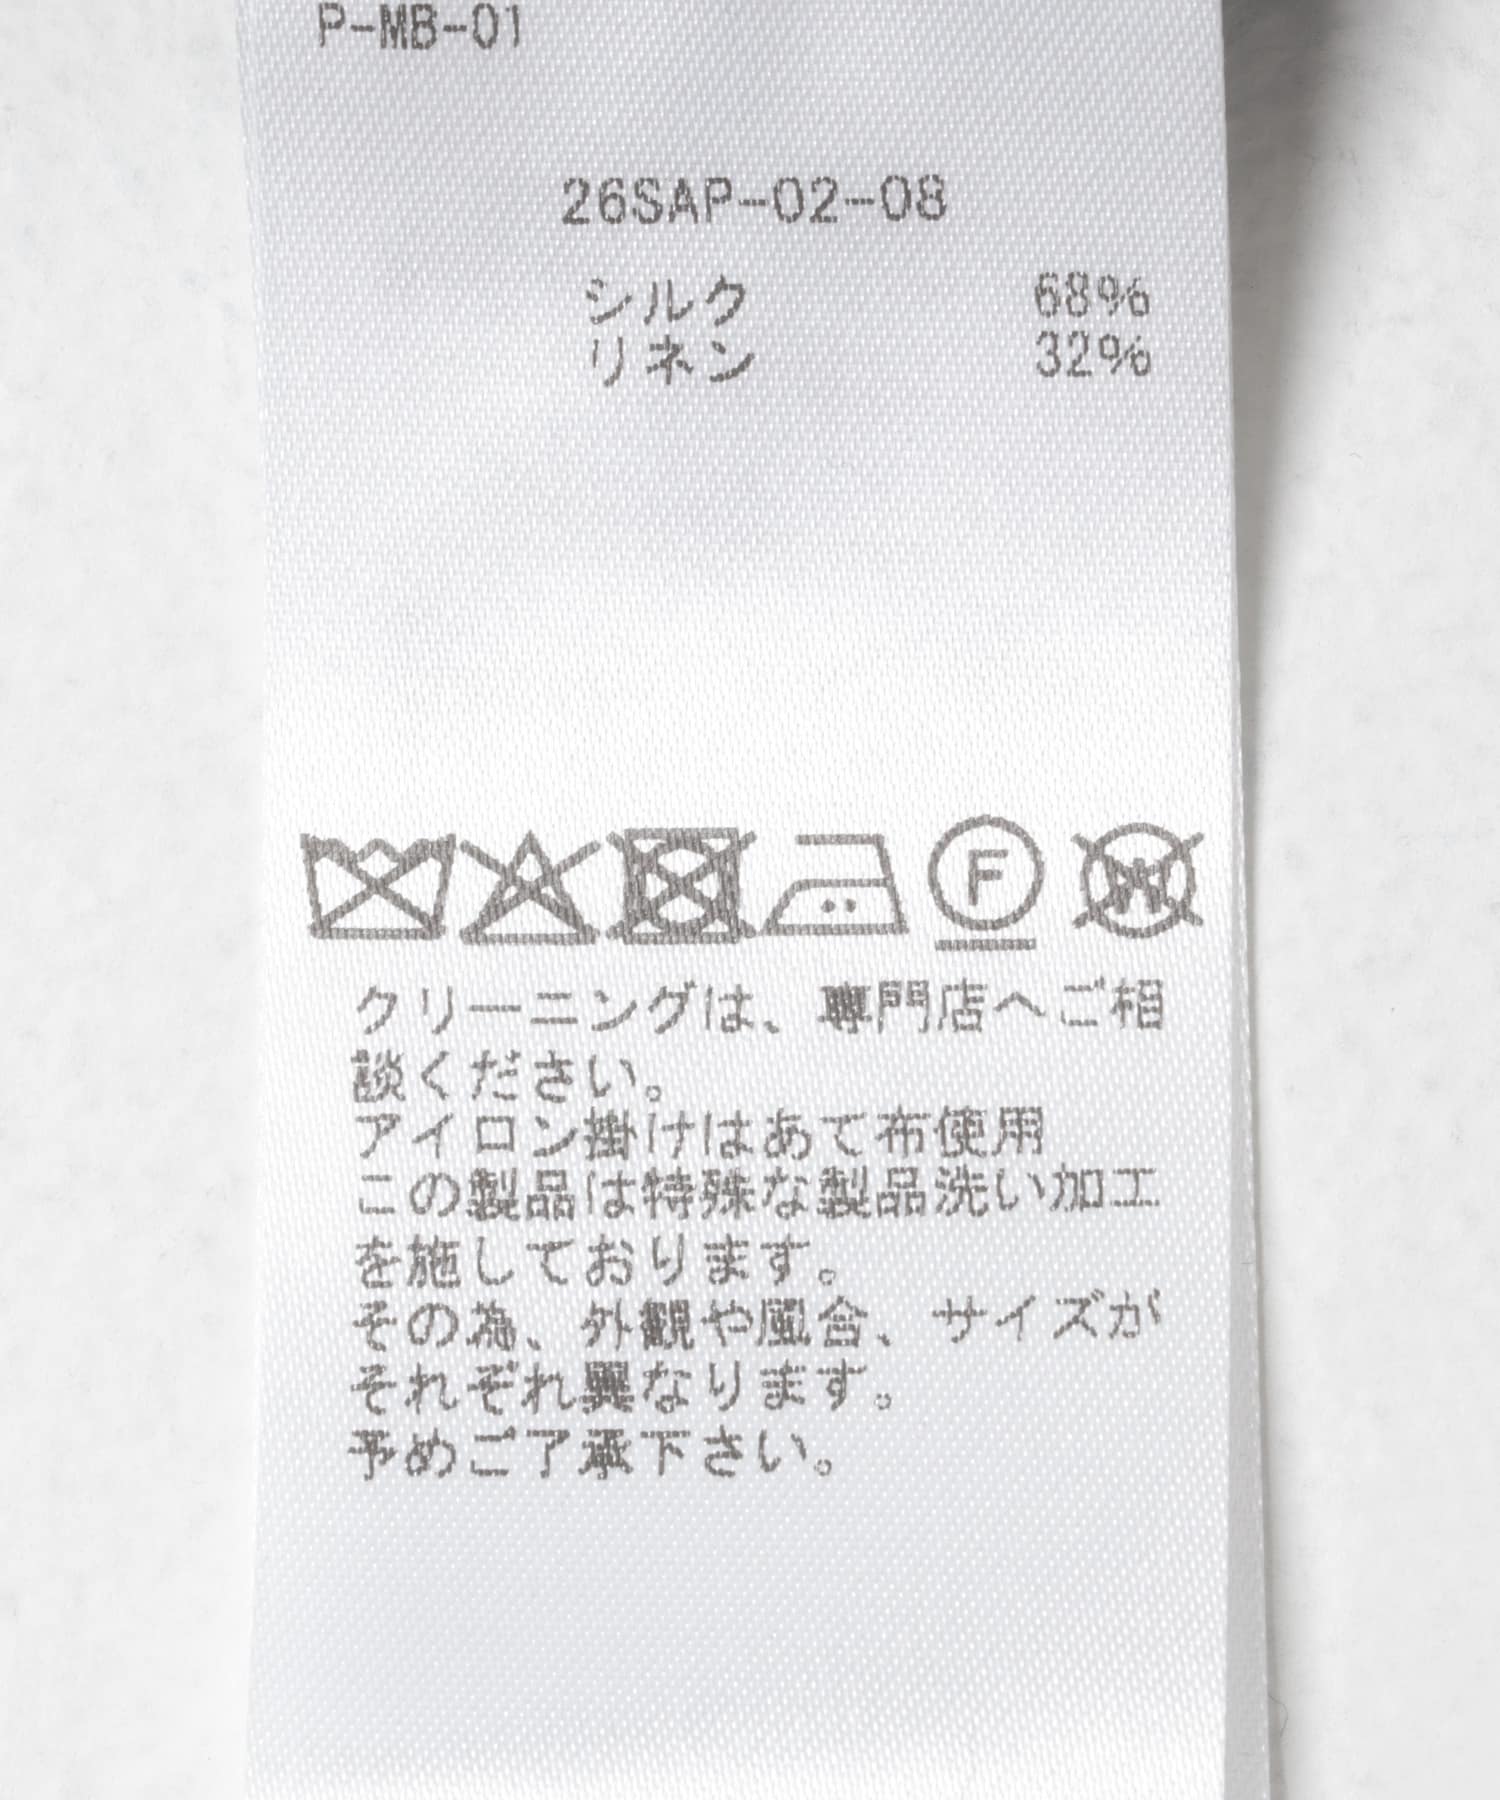 P-MB-01
26SAP-02-08
シルク 68%
リネン 32%
F
W
クリーニングは、専門店へご相
談ください。
アイロン掛けはあて布使用
この製品は特殊な製品洗い加工
を施しております。
その為、外観や風合、サイズが
それぞれ異なります。
予めご了承下さい。